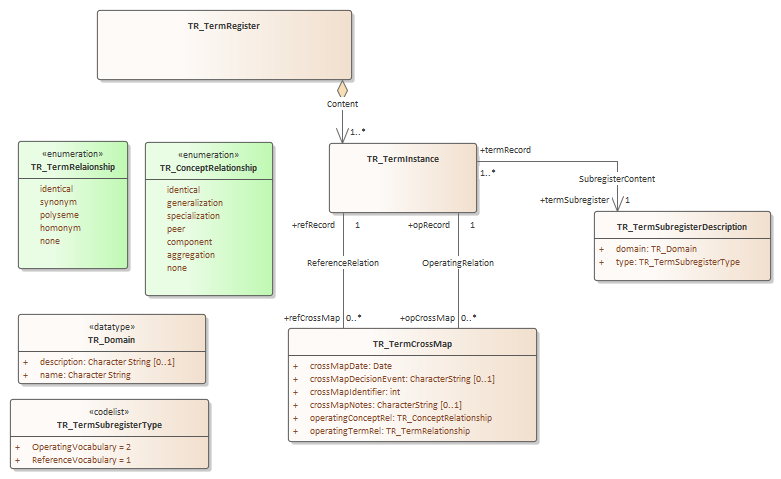 TR_TermRegister
Content
1..*
«enumeration»
TR_TermRelaionship
identical
synonym
polyseme
homonym
none
«enumeration»
TR_ConceptRelationship
identical
generalization
specialization
peer
component
aggregation
none
TR_TermInstance
+termRecord
1..*
SubregisterContent
+termSubregister
1
TR_TermSubregisterDescription
+ domain: TR_Domain
+ type: TR_TermSubregisterType
+refRecord 1
+opRecord 1
ReferenceRelation
OperatingRelation
+refCrossMap 0..*
+opCrossMap 0..*
«datatype»
TR_Domain
+ description: Character String [0..1]
+ name: Character String
TR_TermCrossMap
+ crossMapDate: Date
+ crossMapDecisionEvent: CharacterString [0..1]
+ crossMapIdentifier: int
+ crossMapNotes: CharacterString [0..1]
+ operatingConceptRel: TR_ConceptRelationship
+ operatingTermRel: TR_TermRelationship
«codelist»
TR_TermSubregisterType
+ OperatingVocabulary = 2
+ ReferenceVocabulary = 1